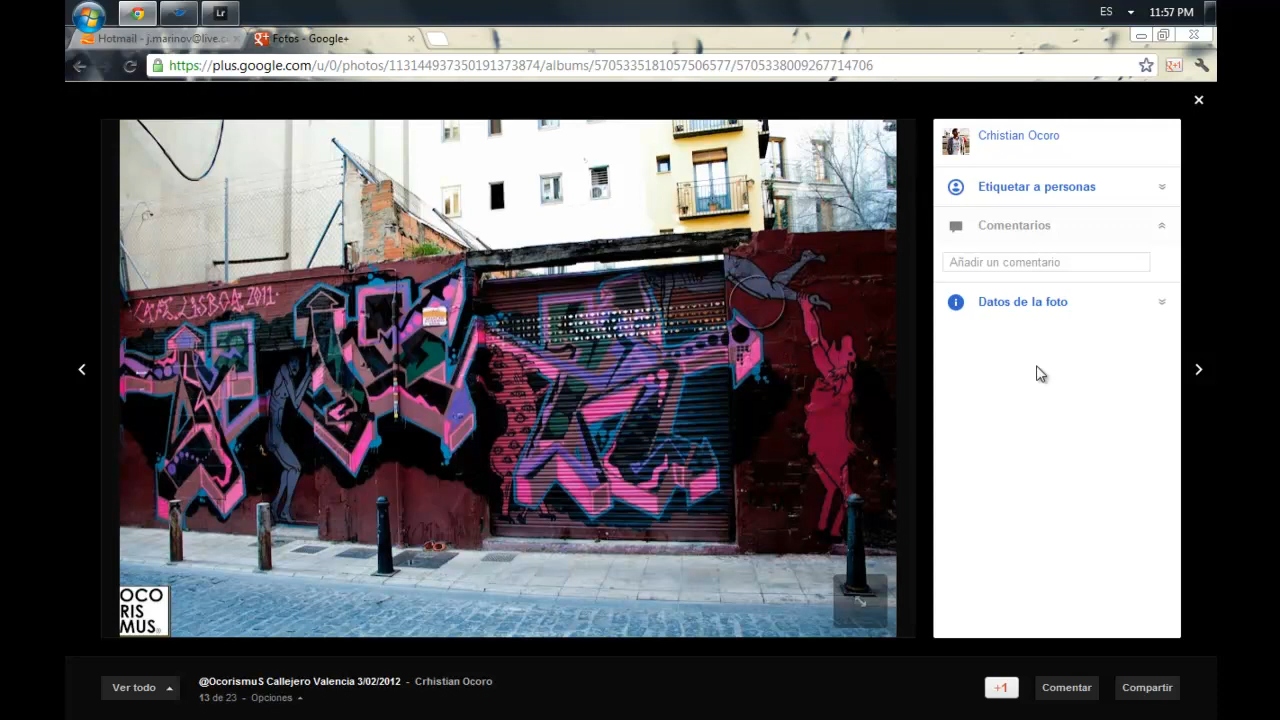 Lr
ES
11:57 PM
Hotmail - j.marinov@live.c
Fotos - Google+
https://plus.google.com/u/0/photos/113144937350191373874/albums/5705335181057506577/5705338009267714706
Crhistian Ocoro
Etiquetar a personas
Comentarios
Añadir un comentario
Datos de la foto
LISBOA 2011
OCO
RIS
MUS
Ver todo
@OcorismuS Callejero Valencia 3/02/2012 - Crhistian Ocoro
13 de 23 - Opciones
+1
Comentar
Compartir